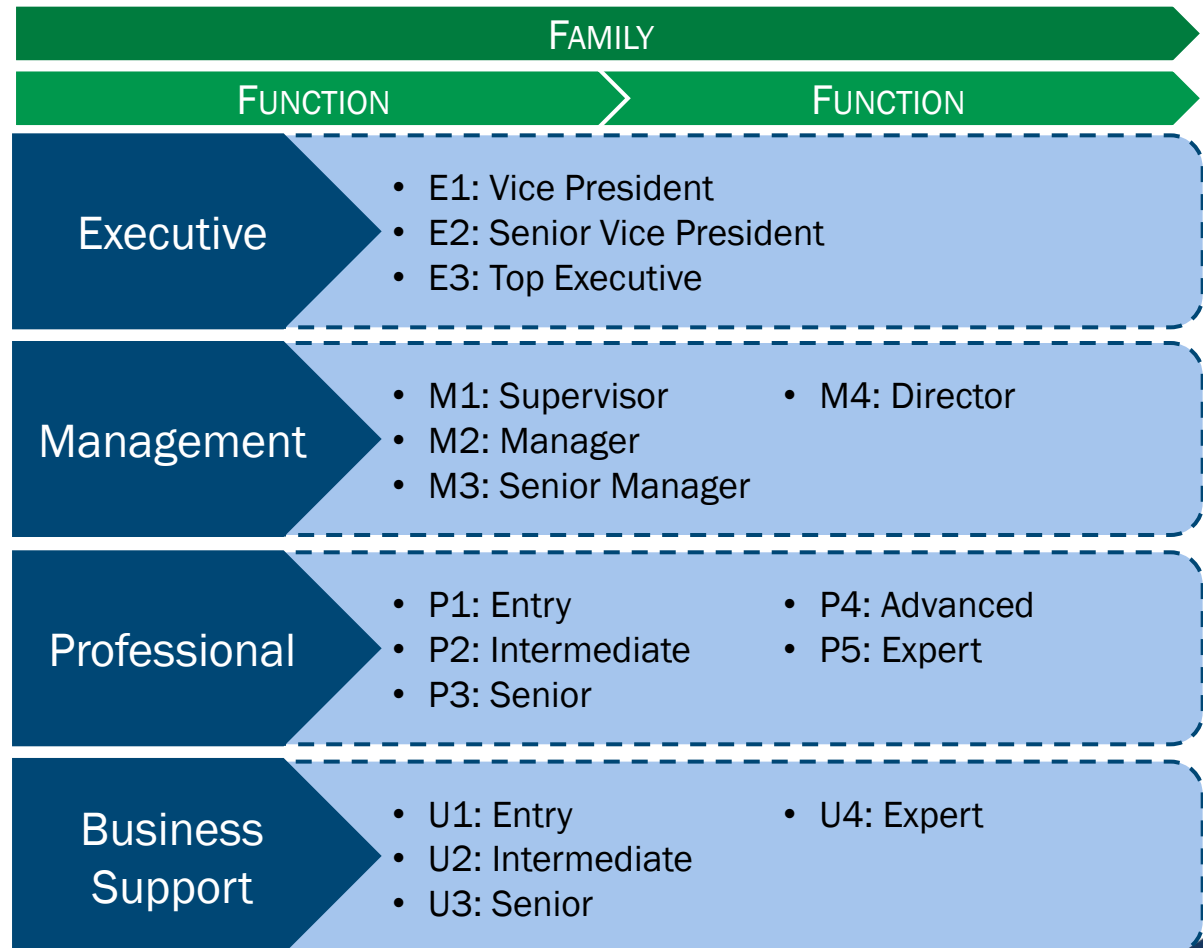 FAMILY
FUNCTION FUNCTION
Executive
• E1: Vice President
• E2: Senior Vice President
• E3: Top Executive
Management
• M1: Supervisor
• M2: Manager
• M3: Senior Manager
• M4: Director
Professional
• P1: Entry
• P2: Intermediate
• P3: Senior
• P4: Advanced
• P5: Expert
Business
Support
• U1: Entry
• U2: Intermediate
• U3: Senior
• U4: Expert